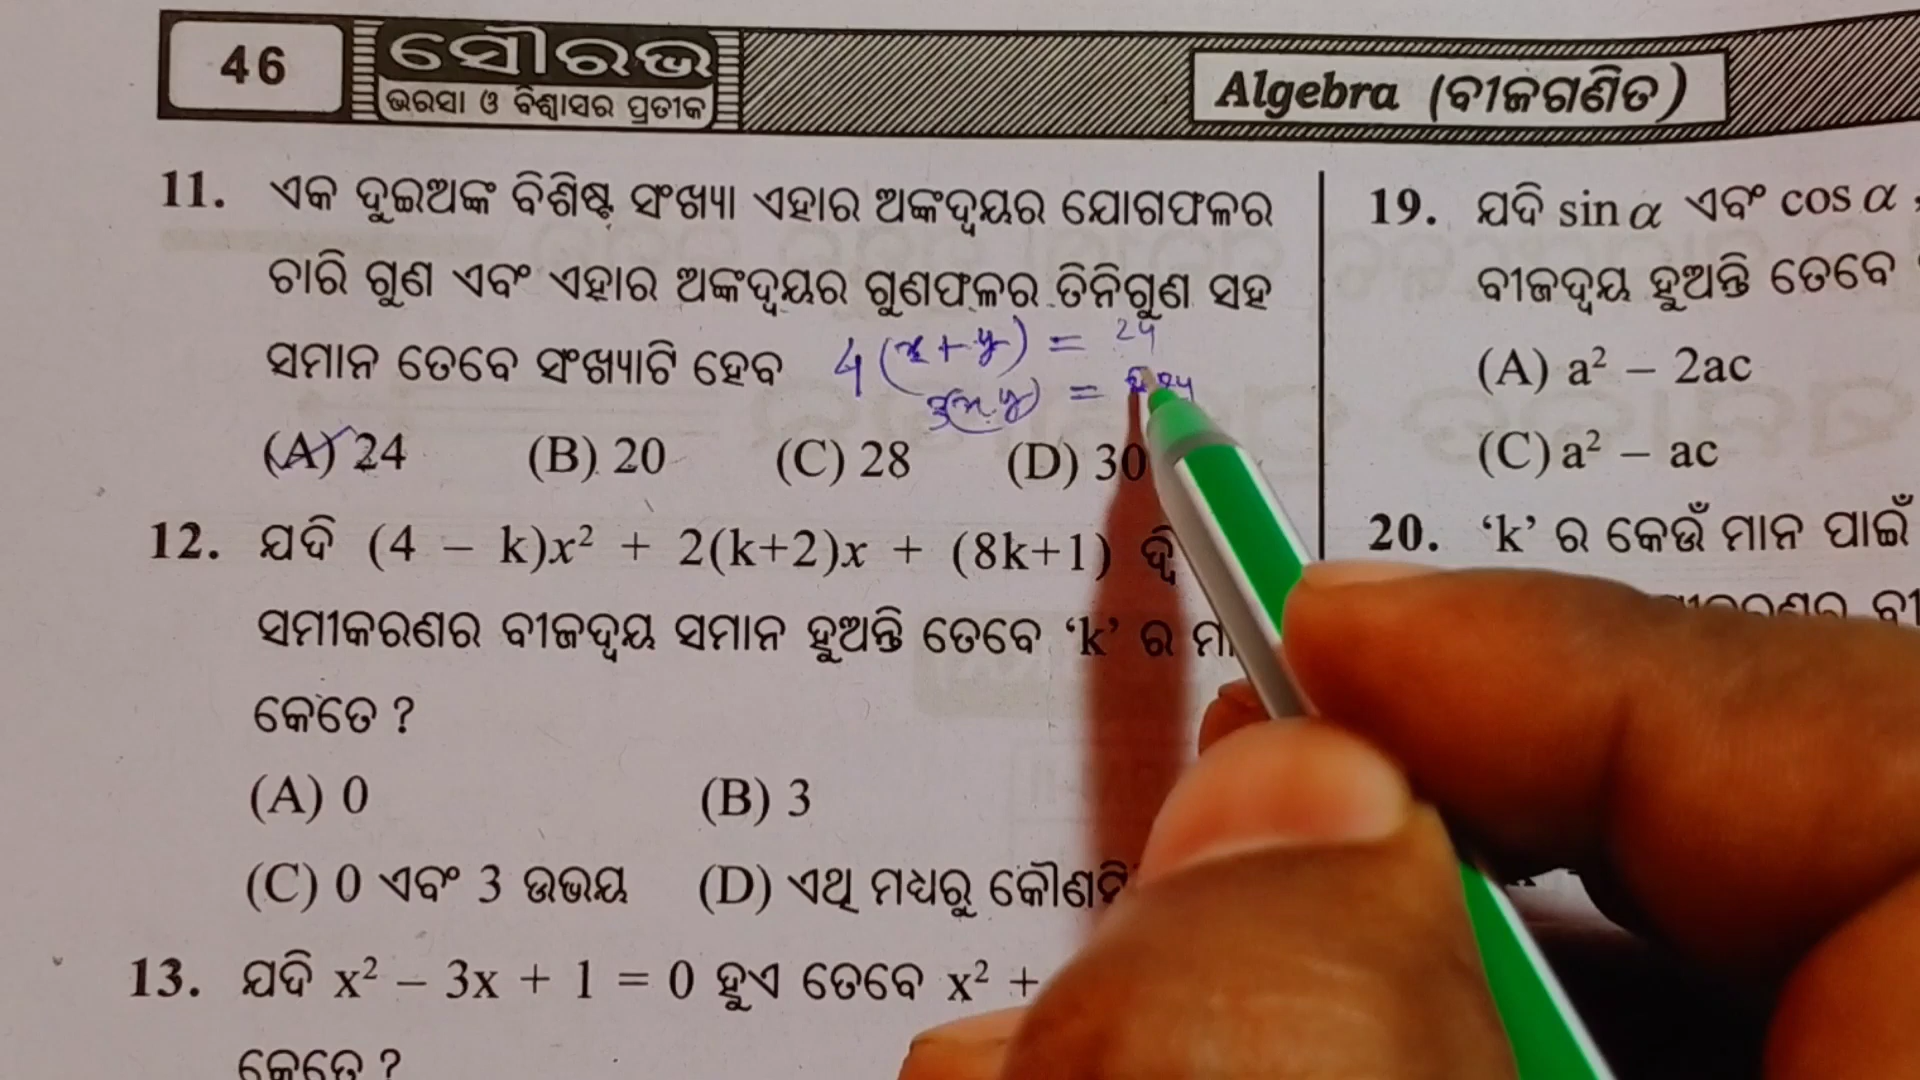 46
ସୌରଭ
ଭରସା ଓ ବିଶ୍ୱାସର ପ୍ରତୀକ
Algebra (ବୀଜଗଣିତ)
11. ଏକ ଦୁଇଅଙ୍କ ବିଶିଷ୍ଟ ସଂଖ୍ୟା ଏହାର ଅଙ୍କଦ୍ୱୟର ଯୋଗଫଳର
ଚାରି ଗୁଣ ଏବଂ ଏହାର ଅଙ୍କଦ୍ୱୟର ଗୁଣଫଳର ତିନିଗୁଣ ସହ
ସମାନ ତେବେ ସଂଖ୍ୟାଟି ହେବ 4(x+y) = 24
3(x.y) =
(A) 24 (B) 20 (C) 28 (D) 30
12. ଯଦି (4 − k)x² + 2(k+2)x + (8k+1) ଦ୍ୱି
ସମୀକରଣର ବୀଜଦ୍ୱୟ ସମାନ ହୁଅନ୍ତି ତେବେ ‘k’ ର
କେତେ ?
(A) 0 (B) 3
(C) 0 ଏବଂ 3 ଉଭୟ (D) ଏଥି ମଧ୍ୟରୁ
13. ଯଦି x² − 3x + 1 = 0 ହୁଏ ତେବେ x² +
କେତେ ?
19. ଯଦି sin α ଏବଂ cos α
ବୀଜଦ୍ୱୟ ହୁଅନ୍ତି ତେବେ
(A) a² − 2ac
(C) a² − ac
20. ‘k’ ର କେଉଁ ମାନ ପାଇଁ